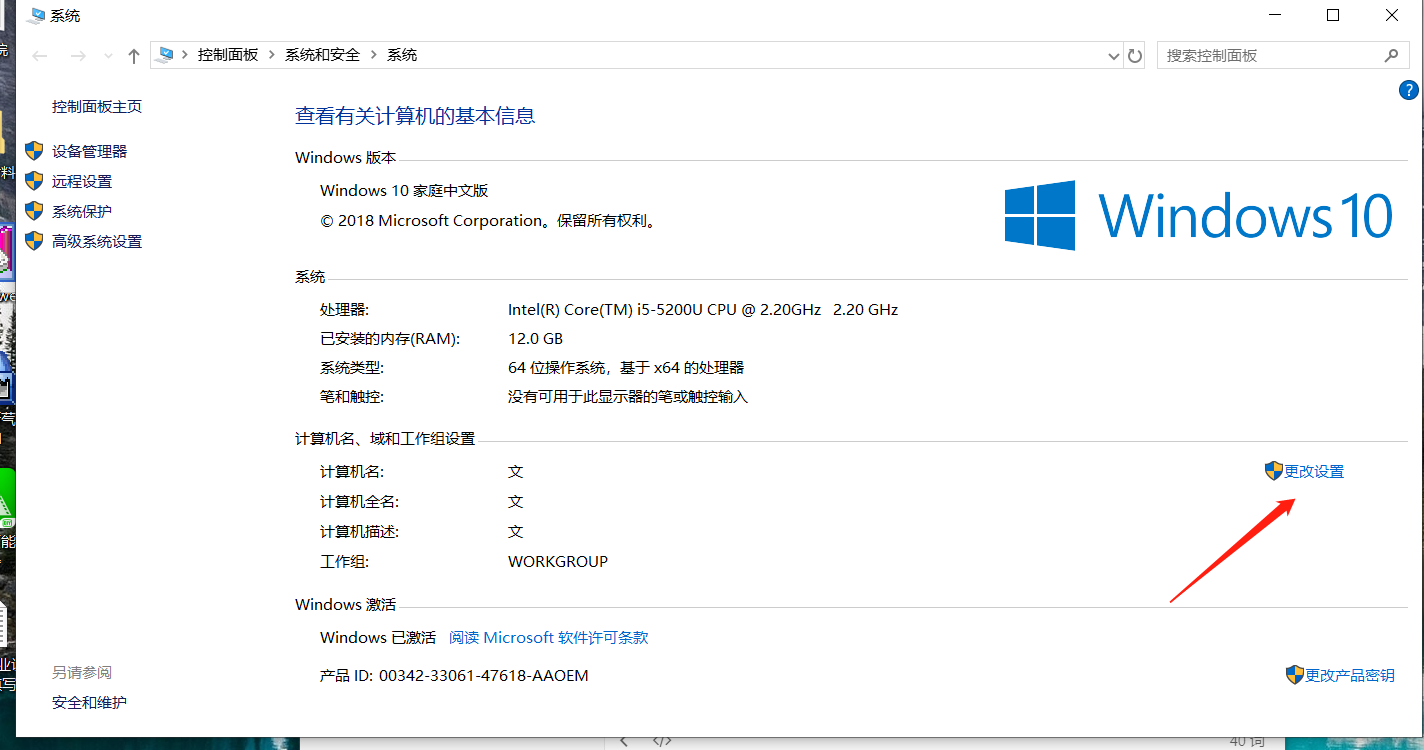 系统
控制面板 系统和安全 系统
搜索控制面板
控制面板主页
设备管理器
远程设置
系统保护
高级系统设置
查看有关计算机的基本信息
Windows 版本
Windows 10 家庭中文版
© 2018 Microsoft Corporation。保留所有权利。
Windows 10
系统
处理器: Intel(R) Core(TM) i5-5200U CPU @ 2.20GHz 2.20 GHz
已安装的内存(RAM): 12.0 GB
系统类型: 64 位操作系统，基于 x64 的处理器
笔和触控: 没有可用于此显示器的笔或触控输入
计算机名、域和工作组设置
计算机名: 文 更改设置
计算机全名: 文
计算机描述: 文
工作组: WORKGROUP
Windows 激活
Windows 已激活 阅读 Microsoft 软件许可条款
产品 ID: 00342-33061-47618-AAOEM 更改产品密钥
另请参阅
安全和维护
40 词